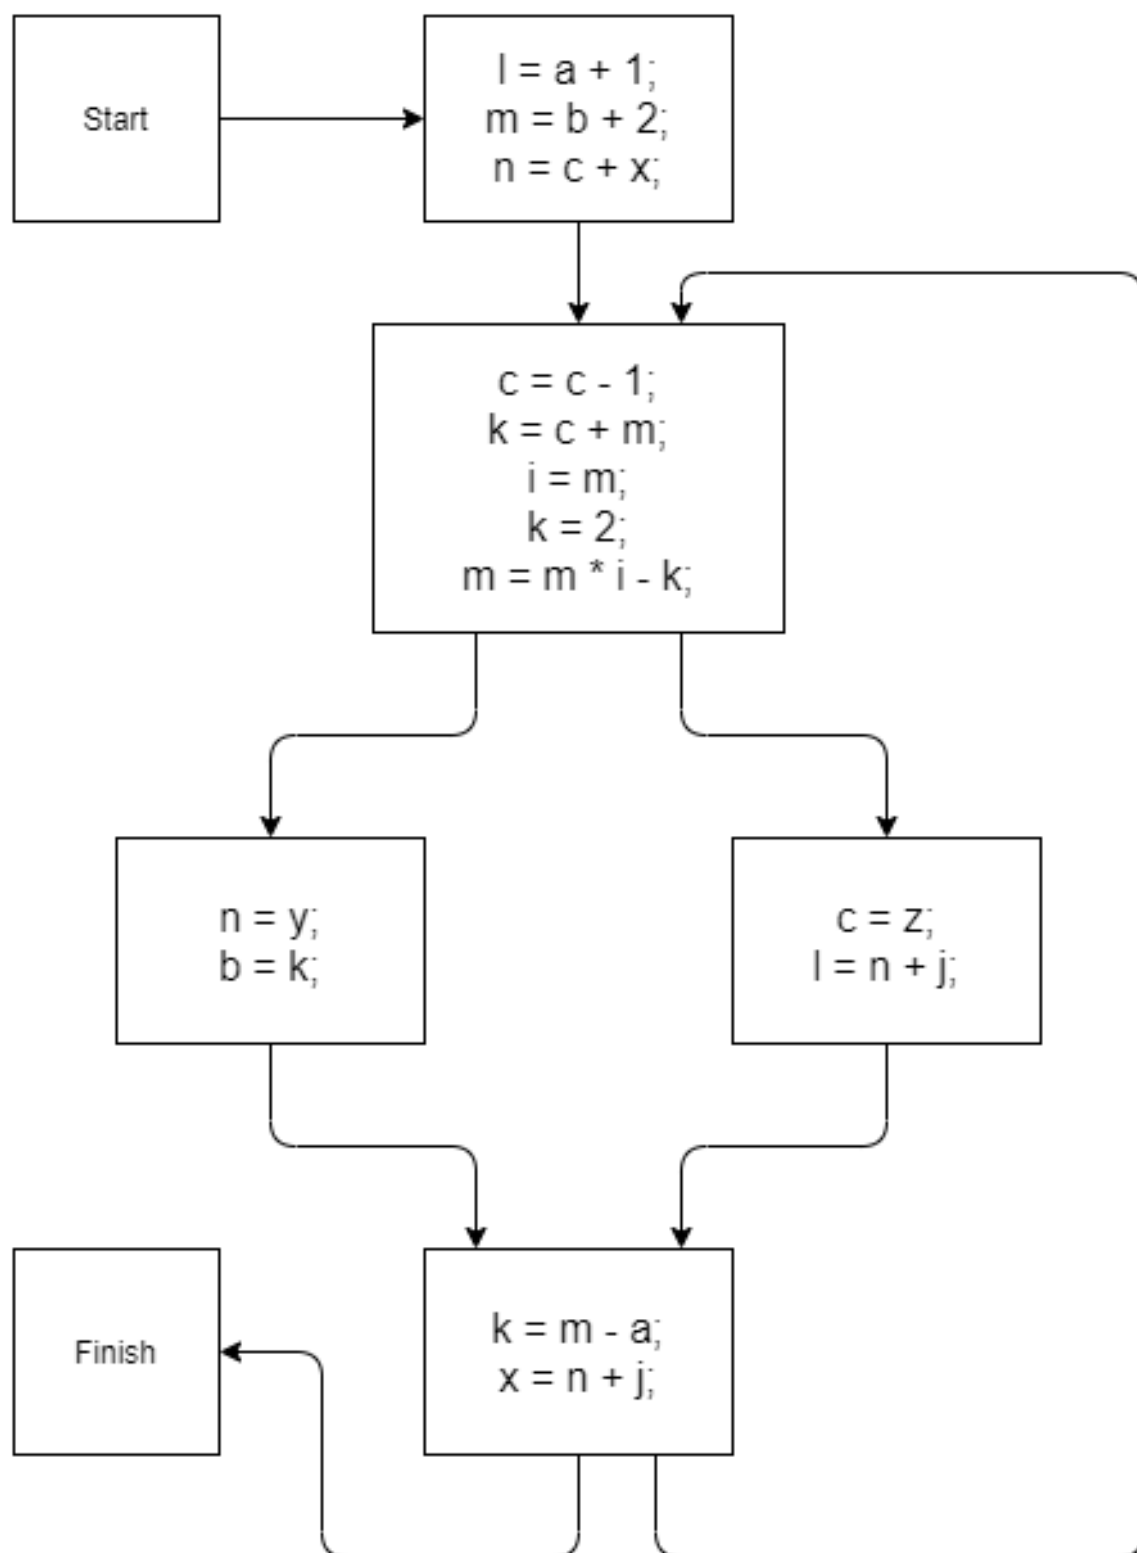 Start
l = a + 1;
m = b + 2;
n = c + x;
c = c - 1;
k = c + m;
i = m;
k = 2;
m = m * i - k;
n = y;
b = k;
c = z;
l = n + j;
Finish
k = m - a;
x = n + j;